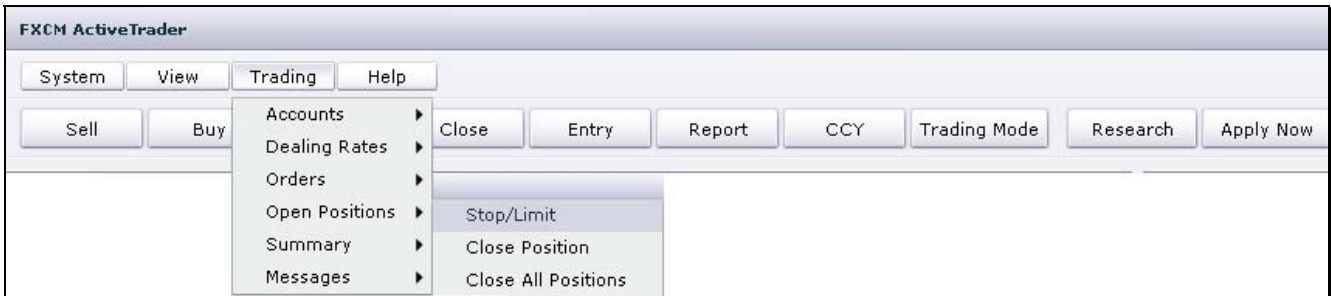 FXCM ActiveTrader
System View Trading Help
Sell Buy Close Entry Report CCY Trading Mode Research Apply Now
Accounts
Dealing Rates
Orders
Open Positions
Summary
Messages
Stop/Limit
Close Position
Close All Positions